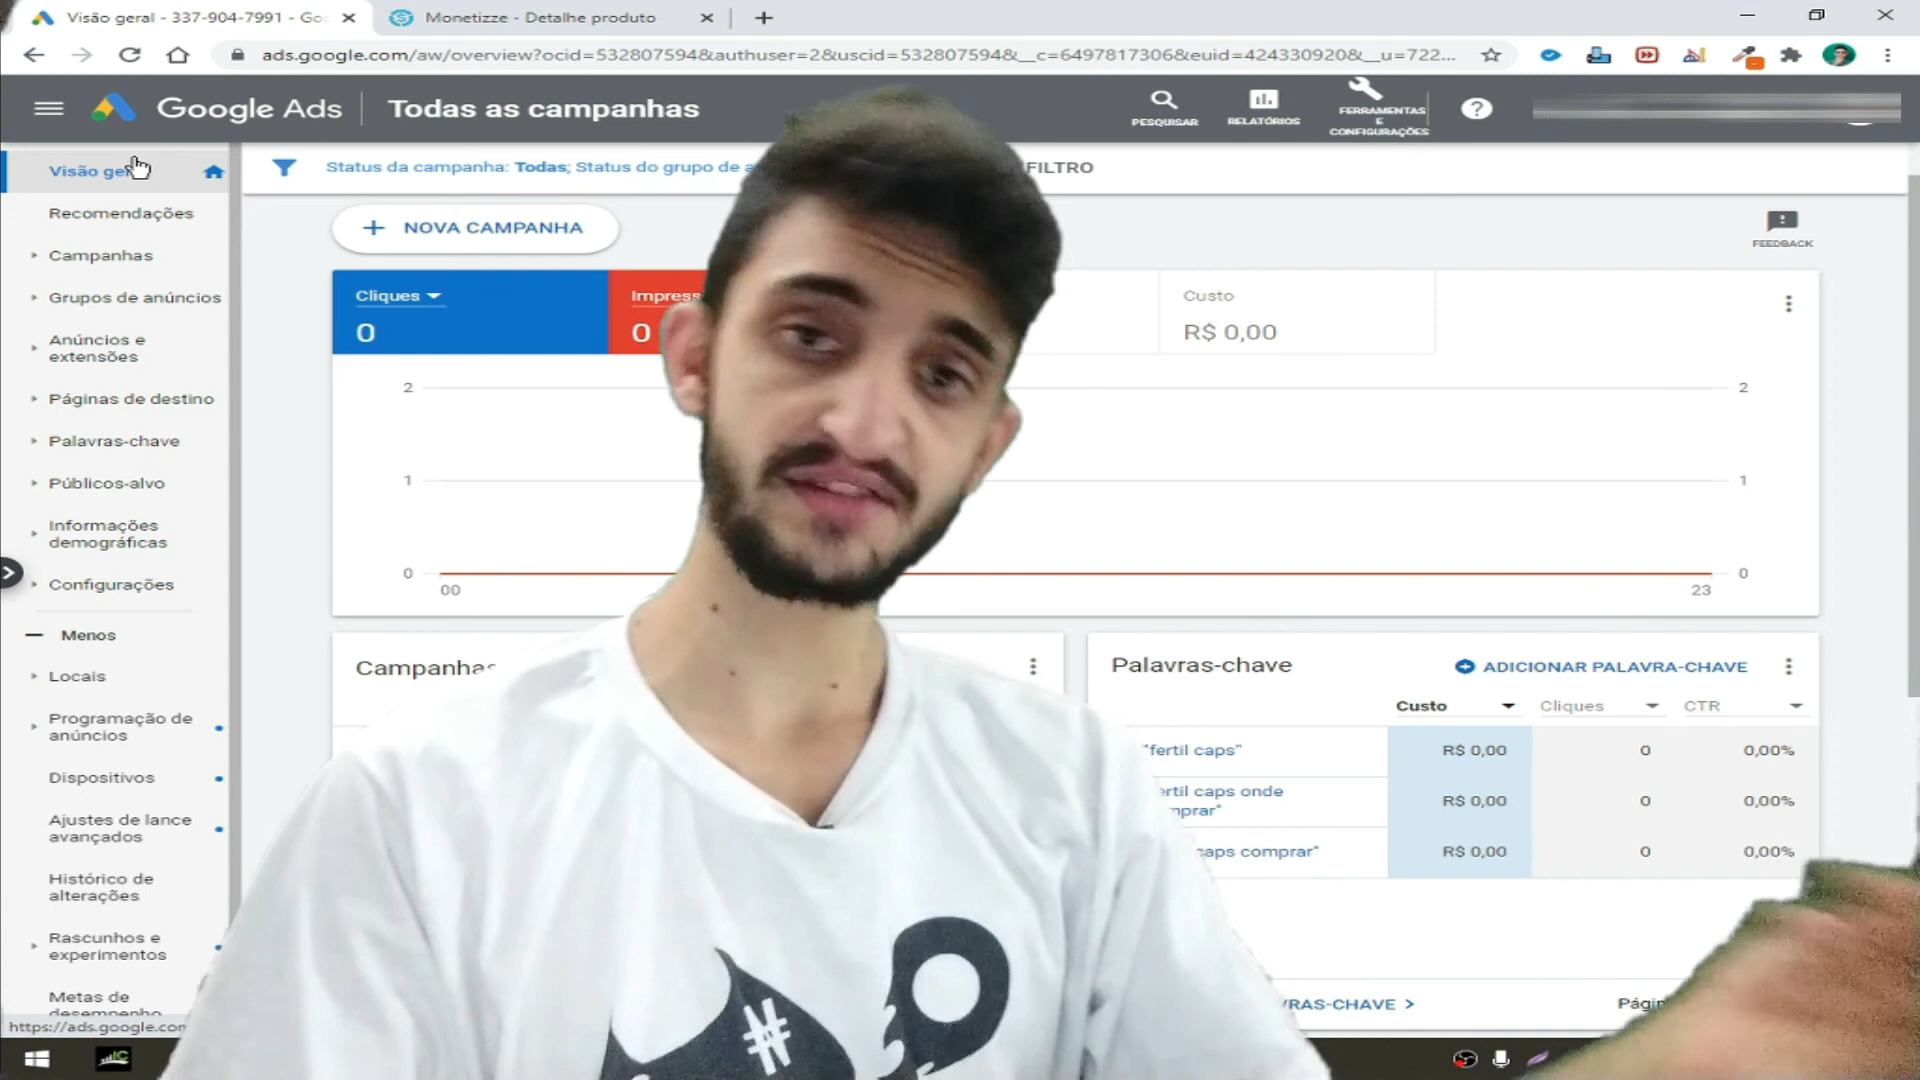 Visão geral - 337-904-7991 - Go
Monetizze - Detalhe produto
ads.google.com/aw/overview?ocid=532807594&authuser=2&uscid=532807594&__c=6497817306&euid=424330920&__u=722...
Google Ads
Todas as campanhas
PESQUISAR
RELATÓRIOS
FERRAMENTAS
E
CONFIGURAÇÕES
Visão
Status da campanha: Todas; Status do grupo de
FILTRO
Recomendações
NOVA CAMPANHA
FEEDBACK
Campanhas
Grupos de anúncios
Anúncios e
extensões
Páginas de destino
Palavras-chave
Públicos-alvo
Informações
demográficas
Configurações
Menos
Locais
Programação de
anúncios
Dispositivos
Ajustes de lance
avançados
Histórico de
alterações
Rascunhos e
experimentos
Metas de
desempenho
https://ads.google.com
Cliques
0
Impress
0
Custo
R$ 0,00
2
2
1
1
0
0
00
23
Campanhas
Palavras-chave
ADICIONAR PALAVRA-CHAVE
Custo
Cliques
CTR
"fertil caps"
R$ 0,00
0
0,00%
ertil caps onde
mprar"
R$ 0,00
0
0,00%
caps comprar"
R$ 0,00
0
0,00%
RAS-CHAVE >
Págin
#
IC